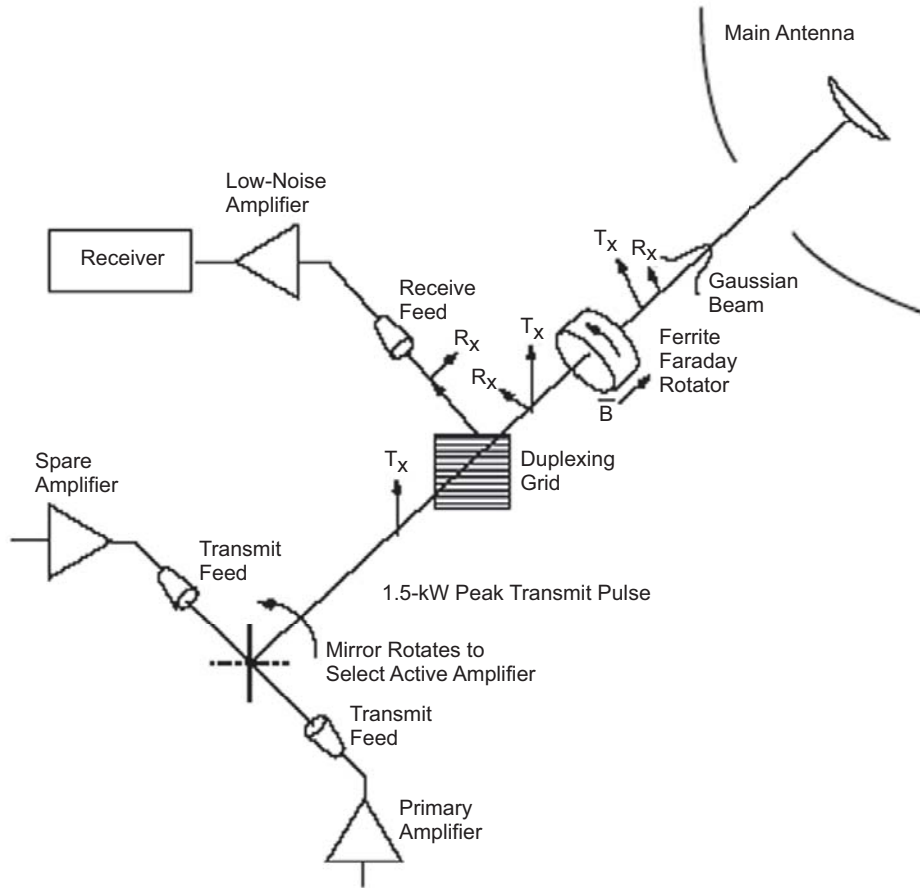 Main Antenna
Low-Noise
Amplifier
Receiver
Tx
Rx
Gaussian
Beam
Receive
Feed
Rx
Tx
Ferrite
Faraday
Rotator
Rx
B
Spare
Amplifier
Tx
Duplexing
Grid
Transmit
Feed
1.5-kW Peak Transmit Pulse
Mirror Rotates to
Select Active Amplifier
Transmit
Feed
Primary
Amplifier